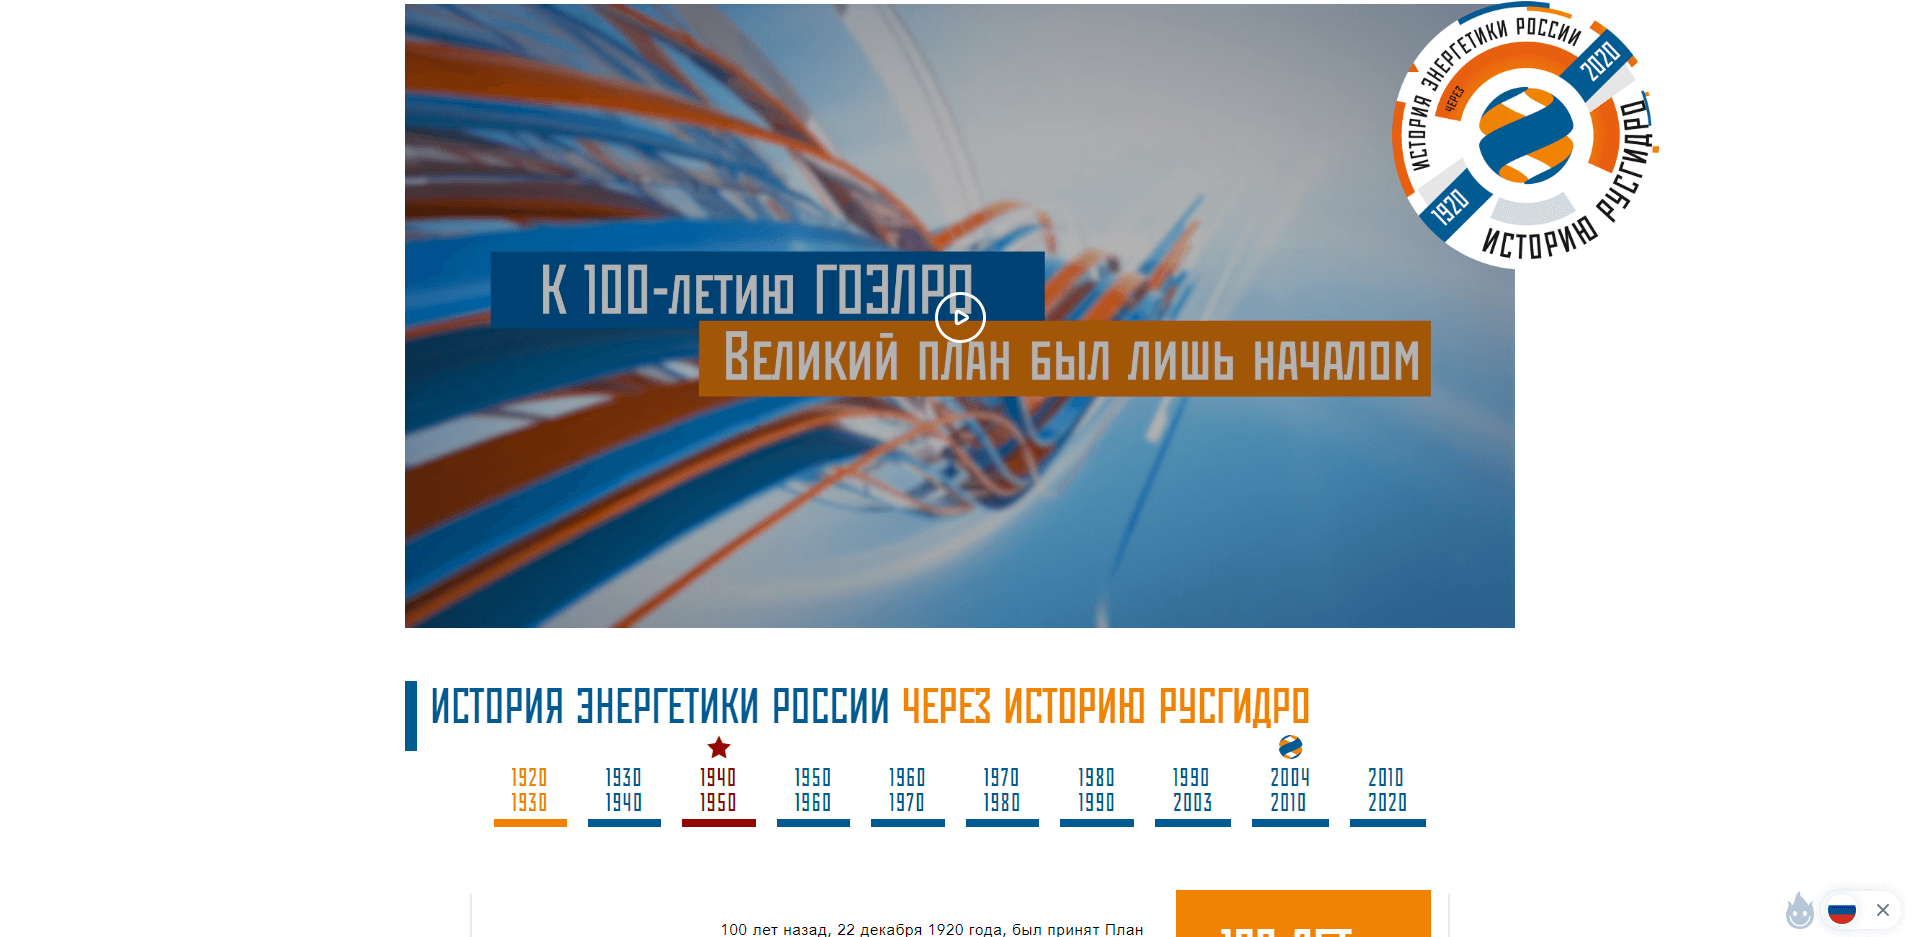 ИСТОРИЯ ЭНЕРГЕТИКИ РОССИИ
ЧЕРЕЗ
ИСТОРИЮ РУСГИДРО
2020
1920
К 100-ЛЕТИЮ ГОЭЛРО
ВЕЛИКИЙ ПЛАН БЫЛ ЛИШЬ НАЧАЛОМ
ИСТОРИЯ ЭНЕРГЕТИКИ РОССИИ ЧЕРЕЗ ИСТОРИЮ РУСГИДРО
1920 1930 1940 1950 1960 1970 1980 1990 2004 2010
1930 1940 1950 1960 1970 1980 1990 2003 2010 2020
100 лет назад, 22 декабря 1920 года, был принят План
100 ЛЕТ